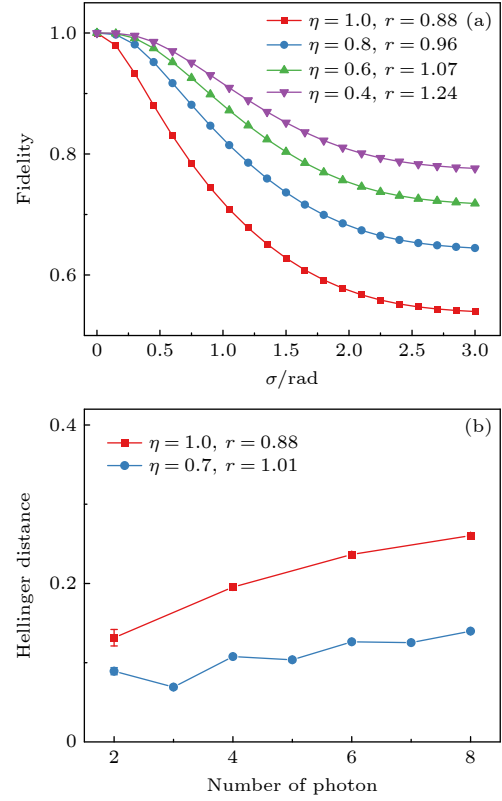 (a)
η = 1.0, r = 0.88
η = 0.8, r = 0.96
η = 0.6, r = 1.07
η = 0.4, r = 1.24
1.0
0.8
0.6
Fidelity
0 0.5 1.0 1.5 2.0 2.5 3.0
σ/rad
(b)
η = 1.0, r = 0.88
η = 0.7, r = 1.01
0.4
0.2
0
Hellinger distance
2 4 6 8
Number of photon